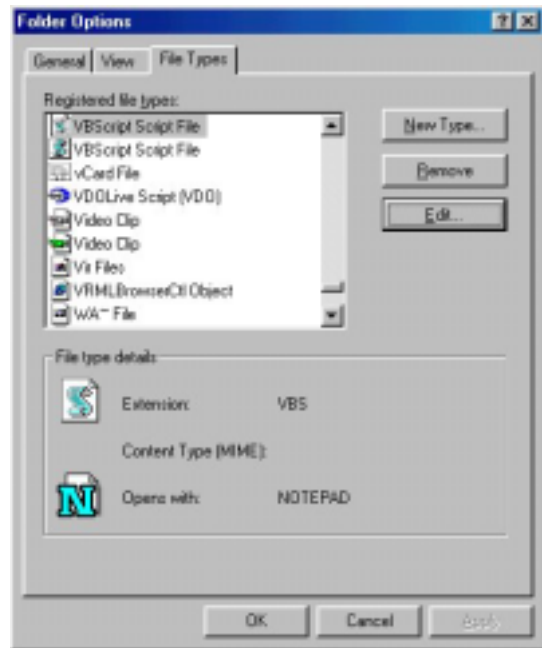 Folder Options
General View File Types
Registered file types:
VBScript Script File
VBScript Script File
vCard File
VDOLive Script (VDO)
Video Clip
Video Clip
Vir Files
VRMLBrowserCtl Object
WA~ File
New Type...
Remove
Edit...
File type details
Extension: VBS
Content Type (MIME):
N
Opens with: NOTEPAD
OK Cancel Apply